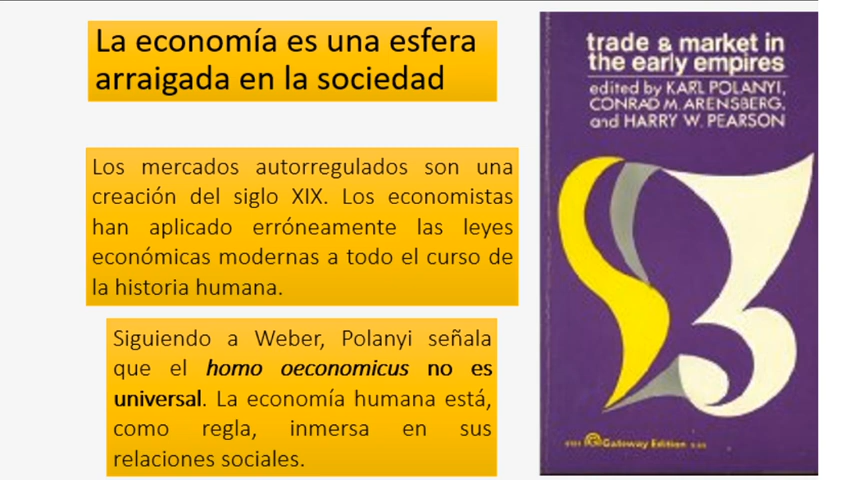 La economía es una esfera
arraigada en la sociedad
Los mercados autorregulados son una
creación del siglo XIX. Los economistas
han aplicado erróneamente las leyes
económicas modernas a todo el curso de
la historia humana.
Siguiendo a Weber, Polanyi señala
que el homo oeconomicus no es
universal. La economía humana está,
como regla, inmersa en sus
relaciones sociales.
trade & market in
the early empires
edited by KARL POLANYI,
CONRAD M. ARENSBERG,
and HARRY W. PEARSON
Gateway Edition